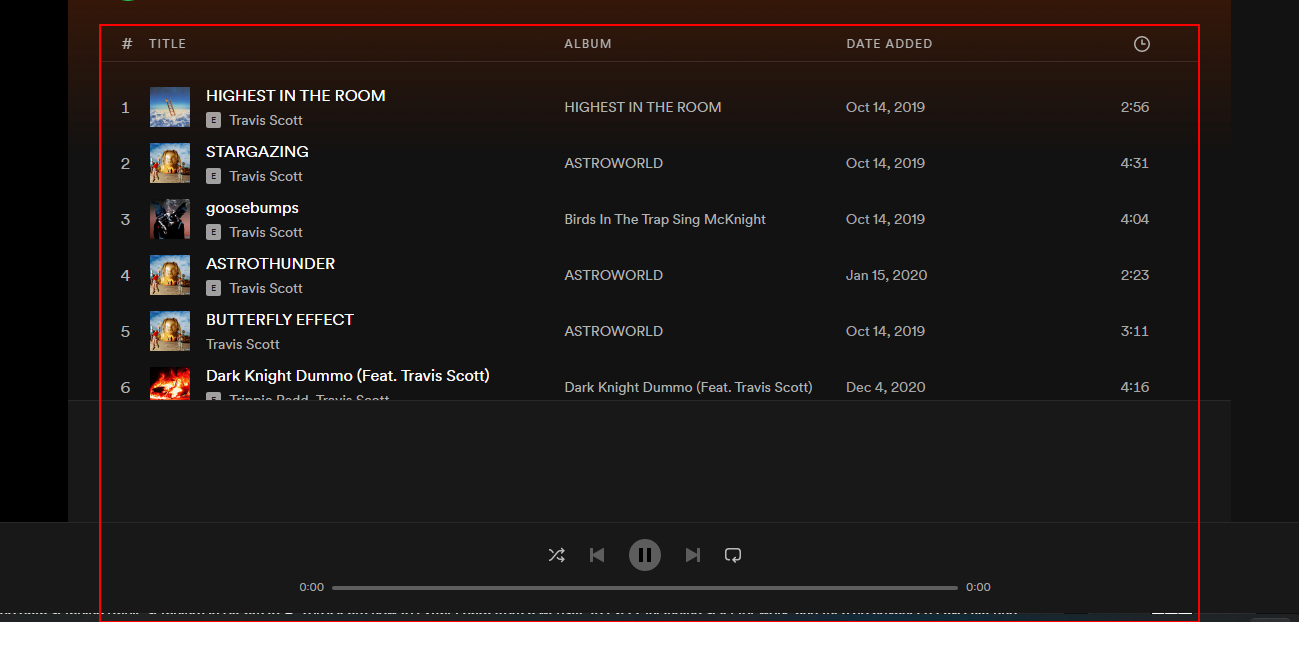 # TITLE ALBUM DATE ADDED
1 HIGHEST IN THE ROOM HIGHEST IN THE ROOM Oct 14, 2019 2:56
E Travis Scott
2 STARGAZING ASTROWORLD Oct 14, 2019 4:31
E Travis Scott
3 goosebumps Birds In The Trap Sing McKnight Oct 14, 2019 4:04
E Travis Scott
4 ASTROTHUNDER ASTROWORLD Jan 15, 2020 2:23
E Travis Scott
5 BUTTERFLY EFFECT ASTROWORLD Oct 14, 2019 3:11
Travis Scott
6 Dark Knight Dummo (Feat. Travis Scott) Dark Knight Dummo (Feat. Travis Scott) Dec 4, 2020 4:16
E Trippie Redd, Travis Scott
0:00 0:00